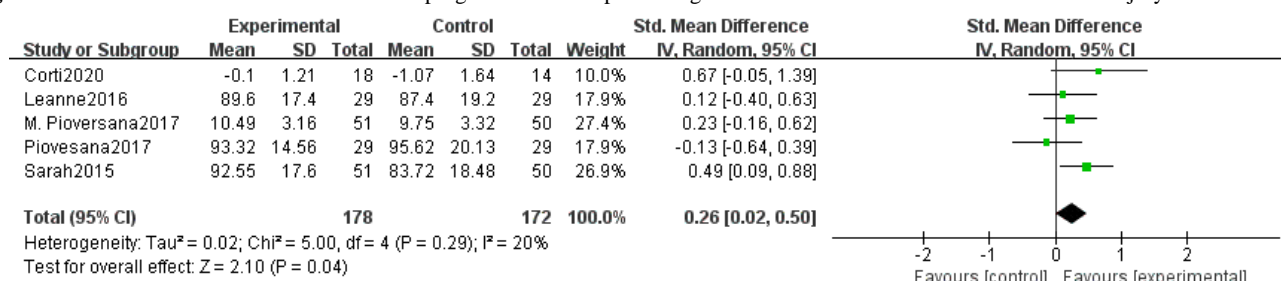 Experimental Control Std. Mean Difference Std. Mean Difference
Study or Subgroup Mean SD Total Mean SD Total Weight IV, Random, 95% CI IV, Random, 95% CI
Corti2020 -0.1 1.21 18 -1.07 1.64 14 10.0% 0.67 [-0.05, 1.39]
Leanne2016 89.6 17.4 29 87.4 19.2 29 17.9% 0.12 [-0.40, 0.63]
M. Pioversana2017 10.49 3.16 51 9.75 3.32 50 27.4% 0.23 [-0.16, 0.62]
Piovesana2017 93.32 14.56 29 95.62 20.13 29 17.9% -0.13 [-0.64, 0.39]
Sarah2015 92.55 17.6 51 83.72 18.48 50 26.9% 0.49 [0.09, 0.88]
Total (95% CI) 178 172 100.0% 0.26 [0.02, 0.50]
Heterogeneity: Tau² = 0.02; Chi² = 5.00, df = 4 (P = 0.29); I² = 20%
Test for overall effect: Z = 2.10 (P = 0.04)
-2 -1 0 1 2
Favours [control] Favours [experimental]